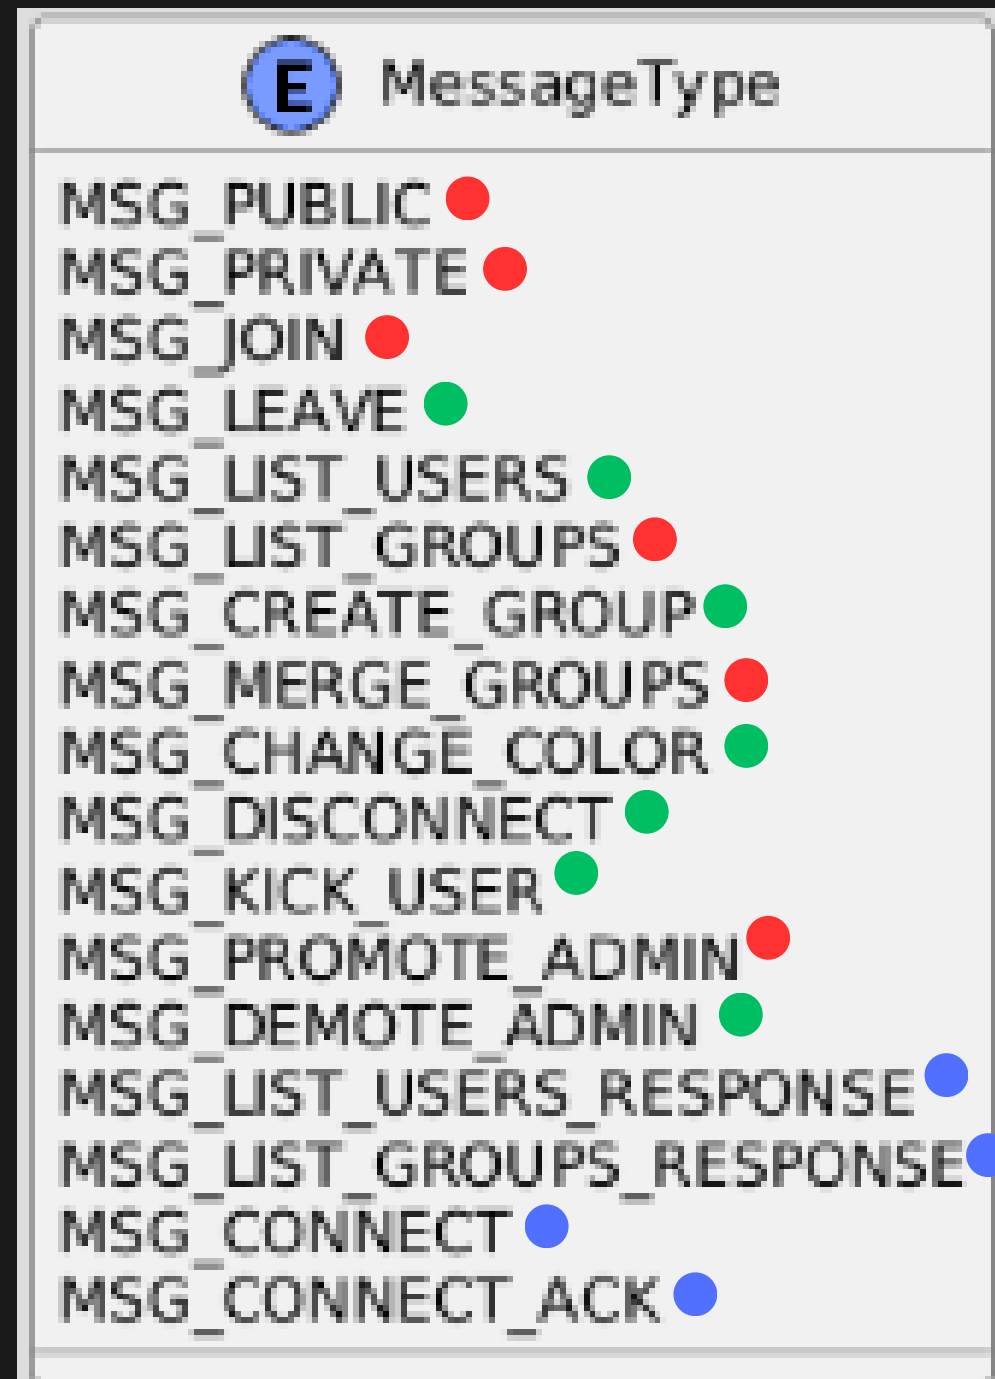 E MessageType
MSG_PUBLIC
MSG_PRIVATE
MSG_JOIN
MSG_LEAVE
MSG_LIST_USERS
MSG_LIST_GROUPS
MSG_CREATE_GROUP
MSG_MERGE_GROUPS
MSG_CHANGE_COLOR
MSG_DISCONNECT
MSG_KICK_USER
MSG_PROMOTE_ADMIN
MSG_DEMOTE_ADMIN
MSG_LIST_USERS_RESPONSE
MSG_LIST_GROUPS_RESPONSE
MSG_CONNECT
MSG_CONNECT_ACK